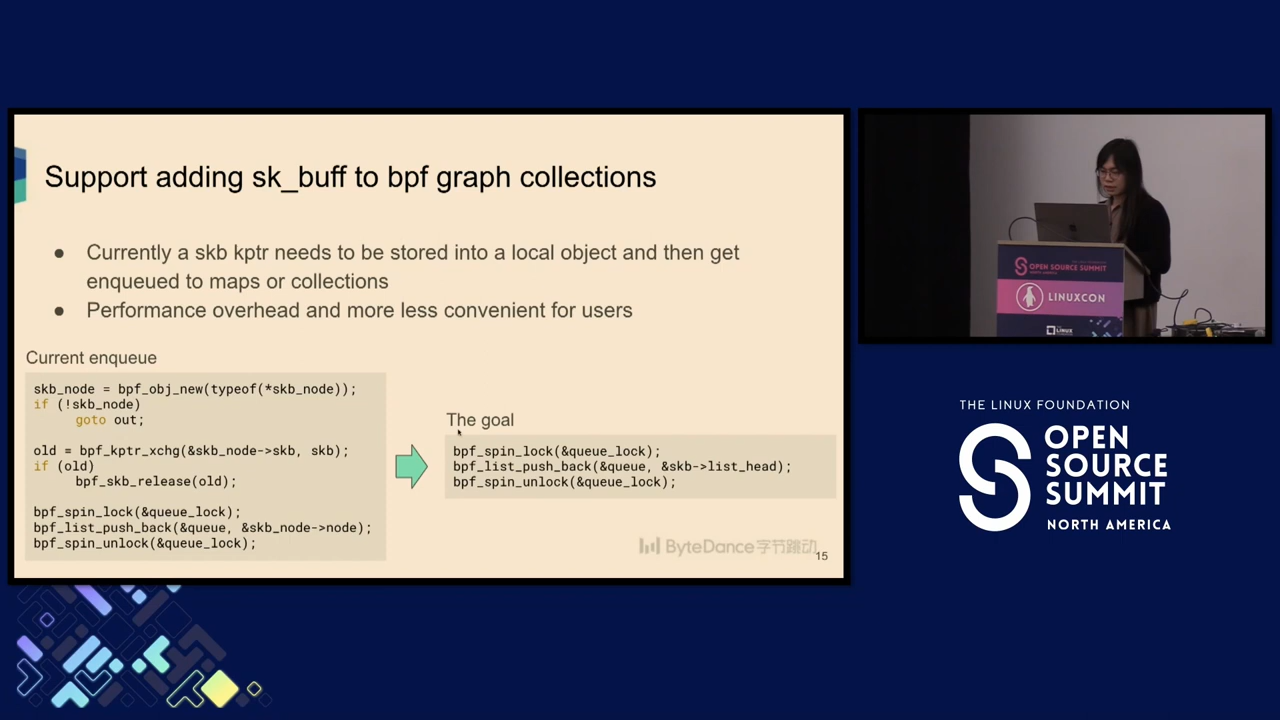 Support adding sk_buff to bpf graph collections
● Currently a skb kptr needs to be stored into a local object and then get
enqueued to maps or collections
● Performance overhead and more less convenient for users
Current enqueue
skb_node = bpf_obj_new(typeof(*skb_node));
if (!skb_node)
goto out;
old = bpf_kptr_xchg(&skb_node->skb, skb);
if (old)
bpf_skb_release(old);
bpf_spin_lock(&queue_lock);
bpf_list_push_back(&queue, &skb_node->node);
bpf_spin_unlock(&queue_lock);
The goal
bpf_spin_lock(&queue_lock);
bpf_list_push_back(&queue, &skb->list_head);
bpf_spin_unlock(&queue_lock);
ByteDance字节跳动
15
OPEN SOURCE SUMMIT
LINUXCON
THE LINUX FOUNDATION
OPEN
SOURCE
SUMMIT
NORTH AMERICA